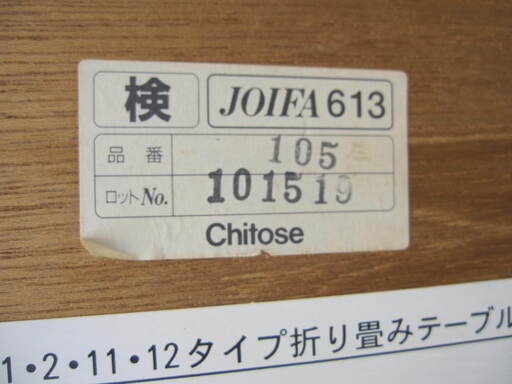 検 JOIFA 613
品番 105
ロットNo. 101519
Chitose
1・2・11・12タイプ折り畳みテーブル